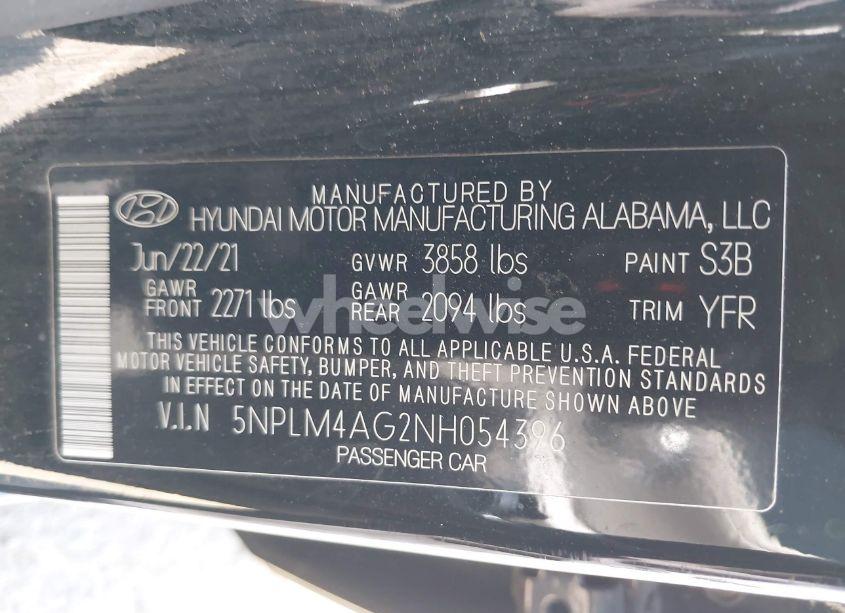 MANUFACTURED BY
HYUNDAI MOTOR MANUFACTURING ALABAMA, LLC
Jun/22/21 GVWR 3858 lbs PAINT S3B
GAWR FRONT 2271 lbs GAWR REAR 2094 lbs TRIM YFR
wheelwise
THIS VEHICLE CONFORMS TO ALL APPLICABLE U.S.A. FEDERAL
MOTOR VEHICLE SAFETY, BUMPER, AND THEFT PREVENTION STANDARDS
IN EFFECT ON THE DATE OF MANUFACTURE SHOWN ABOVE
V.I.N 5NPLM4AG2NH054396
PASSENGER CAR